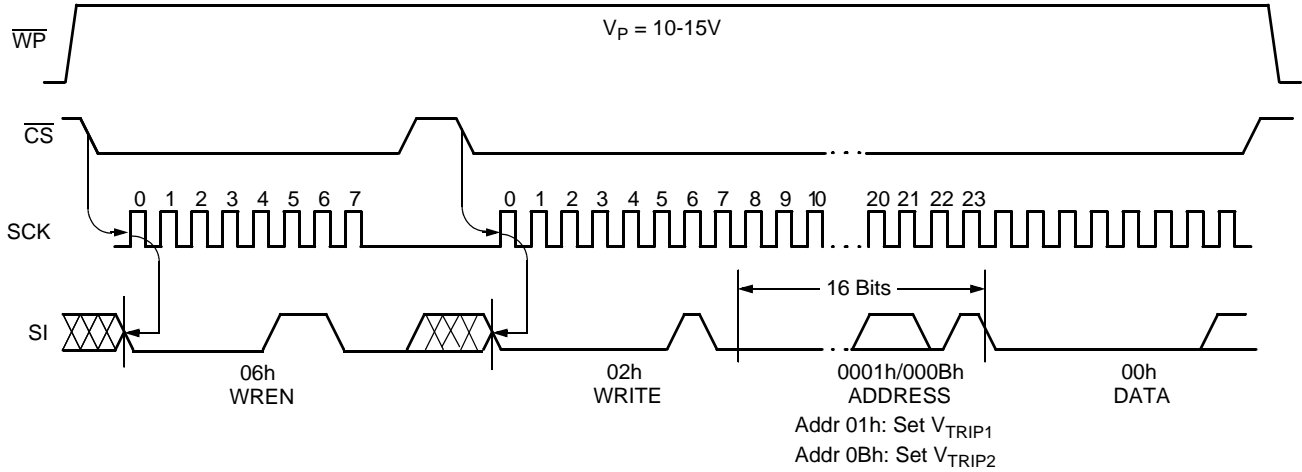 WP
V_P = 10-15V
CS
0 1 2 3 4 5 6 7 0 1 2 3 4 5 6 7 8 9 10 20 21 22 23
SCK
16 Bits
SI
06h 02h 0001h/000Bh 00h
WREN WRITE ADDRESS DATA
Addr 01h: Set V_TRIP1
Addr 0Bh: Set V_TRIP2